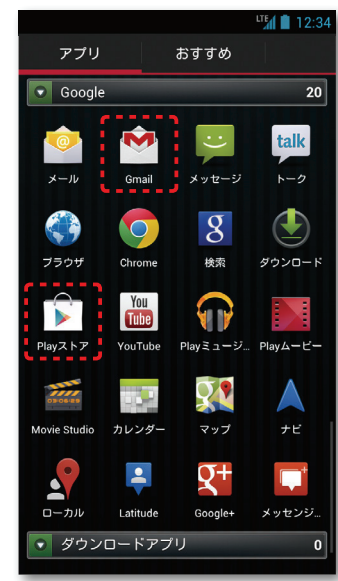 LTE 12:34
アプリ おすすめ
Google 20
@ talk
メール Gmail メッセージ トーク
8
ブラウザ Chrome 検索 ダウンロード
You
Tube
Playストア YouTube Playミュージ... Playムービー
03-06-09
Movie Studio カレンダー マップ ナビ
g+
ローカル Latitude Google+ メッセンジ...
ダウンロードアプリ 0